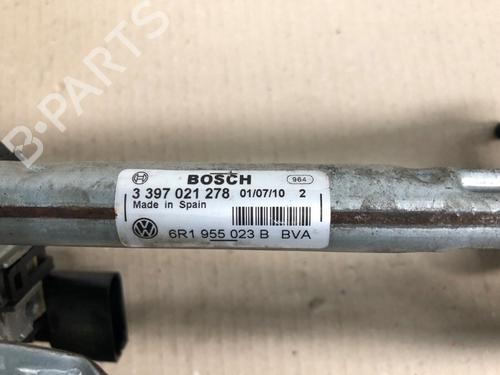 B-PARTS
BOSCH 964
3 397 021 278 01/07/10 2
Made in Spain
6R1 955 023 B BVA